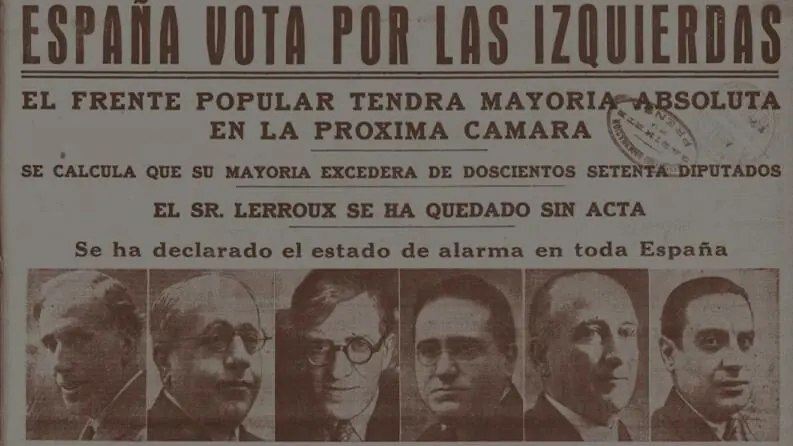 ESPAÑA VOTA POR LAS IZQUIERDAS
EL FRENTE POPULAR TENDRA MAYORIA ABSOLUTA
EN LA PROXIMA CAMARA
SE CALCULA QUE SU MAYORIA EXCEDERA DE DOSCIENTOS SETENTA DIPUTADOS
EL SR. LERROUX SE HA QUEDADO SIN ACTA
Se ha declarado el estado de alarma en toda España